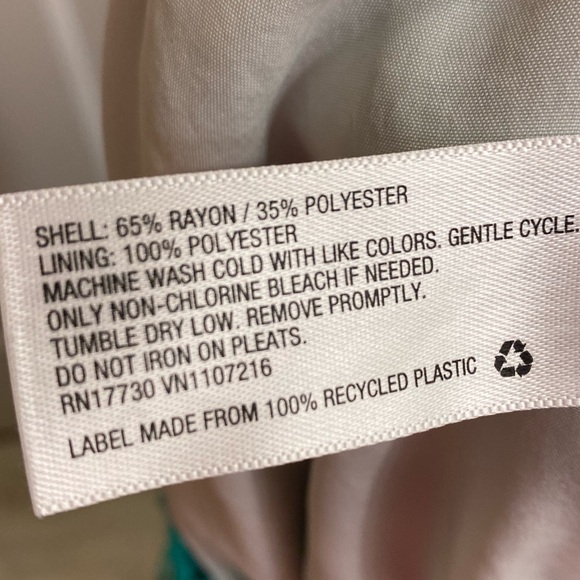 SHELL: 65% RAYON / 35% POLYESTER
LINING: 100% POLYESTER
MACHINE WASH COLD WITH LIKE COLORS. GENTLE CYCLE.
ONLY NON-CHLORINE BLEACH IF NEEDED.
TUMBLE DRY LOW. REMOVE PROMPTLY.
DO NOT IRON ON PLEATS.
RN17730 VN1107216
LABEL MADE FROM 100% RECYCLED PLASTIC